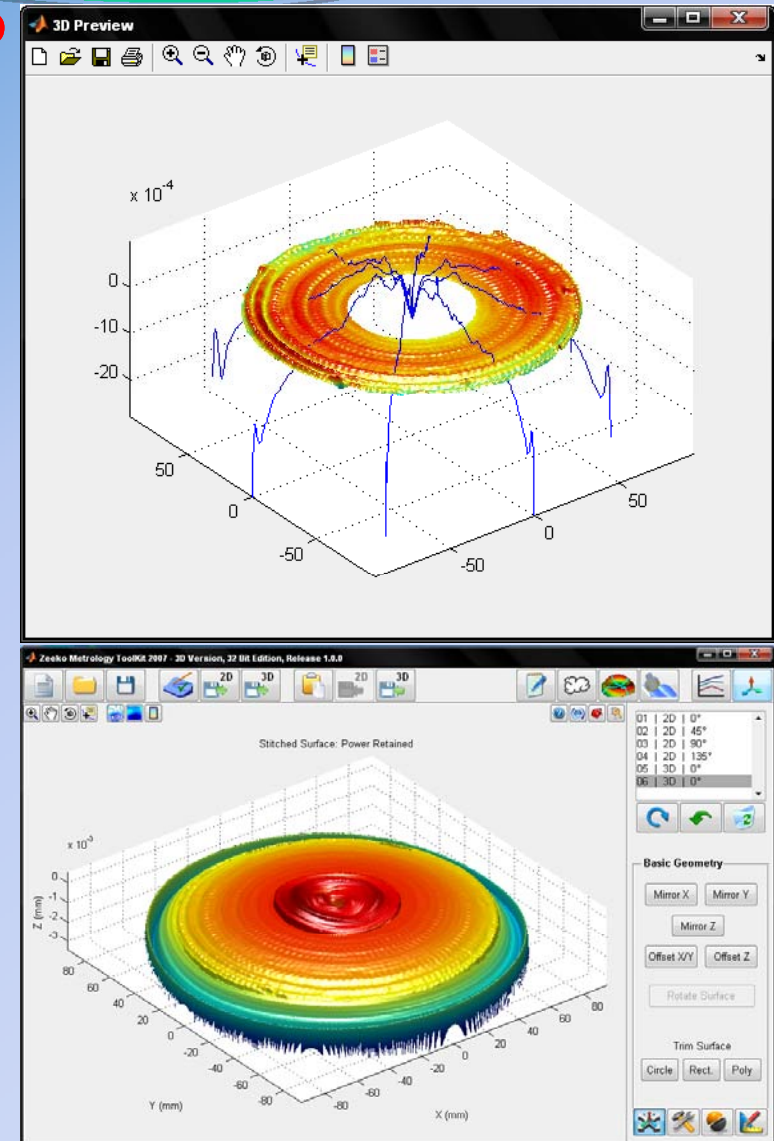 3D Preview
x 10-4
0
-10
-20
50
0
-50
-50
0
50
Zeeko Metrology ToolKit 2007 - 3D Version, 32 Bit Edition, Release 1.0.0
2D 3D 2D 3D
Stitched Surface: Power Retained
01 | 2D | 0°
02 | 2D | 45°
03 | 2D | 90°
04 | 2D | 135°
05 | 3D | 0°
06 | 3D | 0°
x 10-3
0
-1
-2
-3
Z (mm)
80
60
40
20
0
-20
-40
-60
-80
Y (mm)
-80
-60
-40
-20
0
20
40
60
80
X (mm)
Basic Geometry
Mirror X Mirror Y
Mirror Z
Offset X/Y Offset Z
Rotate Surface
Trim Surface
Circle Rect. Poly